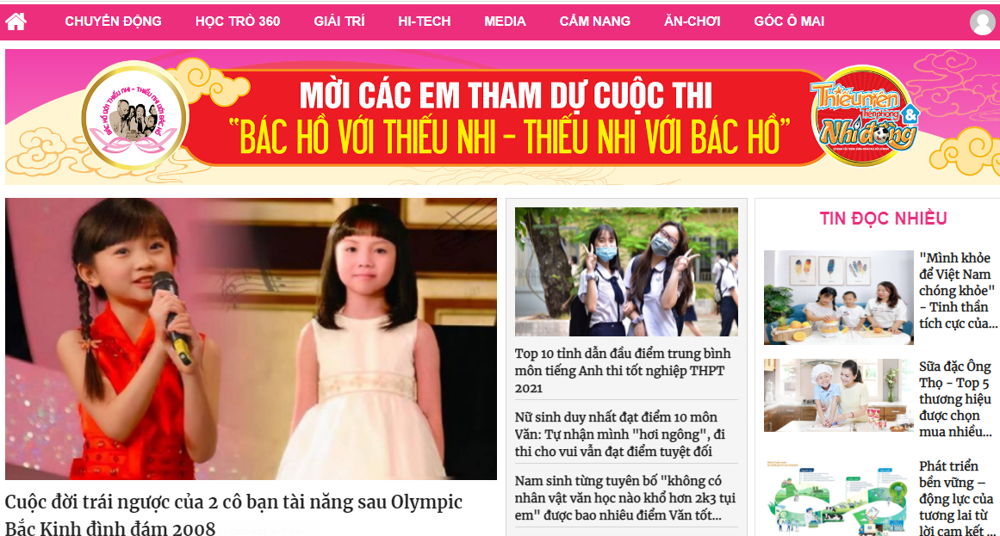 CHUYỂN ĐỘNG HỌC TRÒ 360 GIẢI TRÍ HI-TECH MEDIA CẨM NANG ĂN-CHƠI GÓC Ô MAI
BÁC HỒ VỚI THIẾU NHI - THIẾU NHI VỚI BÁC HỒ
MỜI CÁC EM THAM DỰ CUỘC THI
"BÁC HỒ VỚI THIẾU NHI - THIẾU NHI VỚI BÁC HỒ"
Thiếu niên
Tiền phong
&
Nhi đồng
Cuộc đời trái ngược của 2 cô bạn tài năng sau Olympic
Bắc Kinh đình đám 2008
Top 10 tỉnh dẫn đầu điểm trung bình
môn tiếng Anh thi tốt nghiệp THPT
2021
Nữ sinh duy nhất đạt điểm 10 môn
Văn: Tự nhận mình "hơi ngông", đi
thi cho vui vẫn đạt điểm tuyệt đối
Nam sinh từng tuyên bố "không có
nhân vật văn học nào khổ hơn 2k3 tụi
em" được bao nhiêu điểm Văn tốt...
TIN ĐỌC NHIỀU
"Mình khỏe
để Việt Nam
chóng khỏe"
- Tinh thần
tích cực của...
Sữa đặc Ông
Thọ - Top 5
thương hiệu
được chọn
mua nhiều...
Phát triển
bền vững –
động lực của
tương lai từ
lời cam kết ...